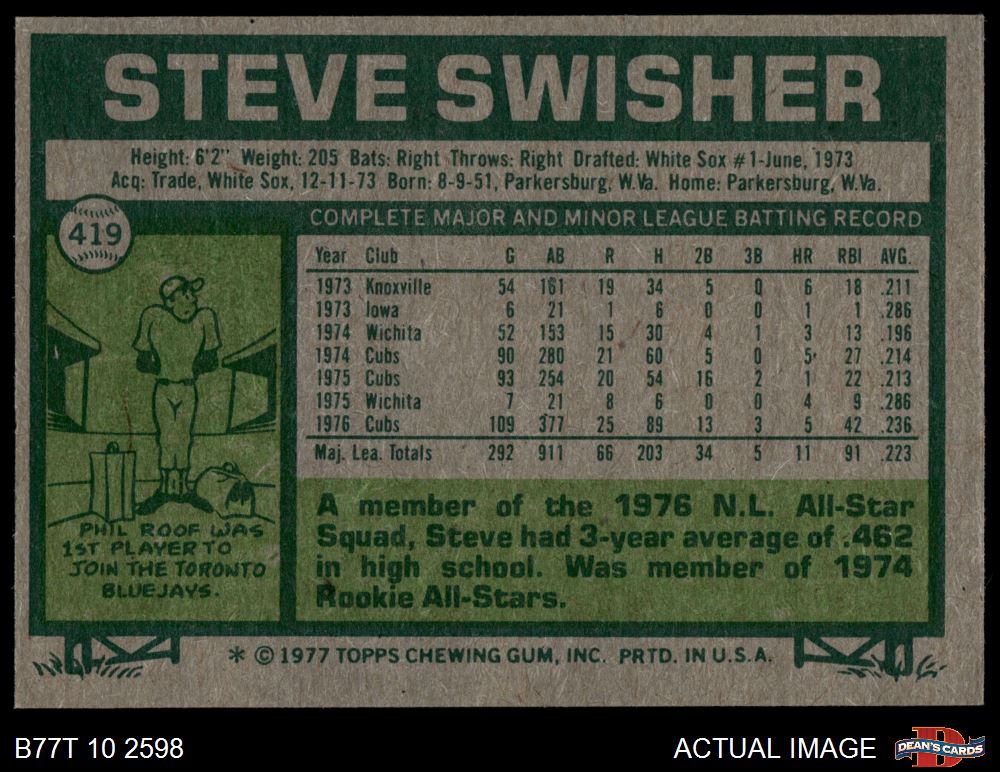 STEVE SWISHER
Height: 6'2" Weight: 205 Bats: Right Throws: Right Drafted: White Sox #1-June, 1973
Acq: Trade, White Sox, 12-11-73 Born: 8-9-51, Parkersburg, W.Va. Home: Parkersburg, W.Va.
419
COMPLETE MAJOR AND MINOR LEAGUE BATTING RECORD
Year Club G AB R H 2B 3B HR RBI AVG.
1973 Knoxville 54 161 19 34 5 0 6 18 .211
1973 Iowa 6 21 1 6 0 0 1 1 .286
1974 Wichita 52 153 15 30 4 1 3 13 .196
1974 Cubs 90 280 21 60 5 0 5 27 .214
1975 Cubs 93 254 20 54 16 2 1 22 .213
1975 Wichita 7 21 8 6 0 0 4 9 .286
1976 Cubs 109 377 25 89 13 3 5 42 .236
Maj. Lea. Totals 292 911 66 203 34 5 11 91 .223
PHIL ROOF WAS
1ST PLAYER TO
JOIN THE TORONTO
BLUEJAYS.
A member of the 1976 N.L. All-Star
Squad, Steve had 3-year average of .462
in high school. Was member of 1974
Rookie All-Stars.
* © 1977 TOPPS CHEWING GUM, INC. PRTD. IN U.S.A.
B77T 10 2598
ACTUAL IMAGE
D
DEAN'S CARDS